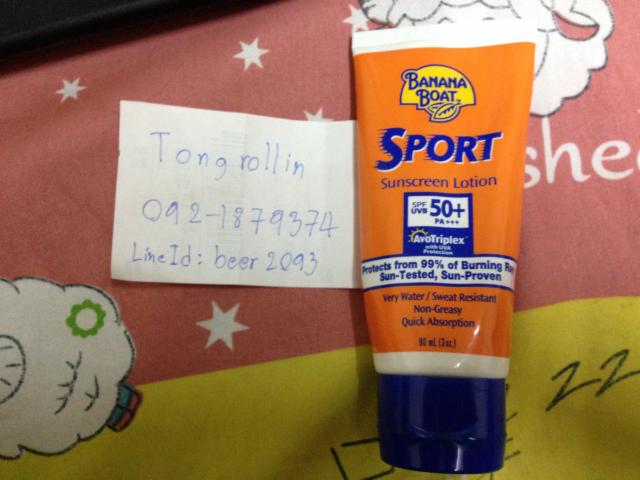 Tong rollin
092-1879374
Line Id: beer 2093
BANANA
BOAT
SPORT
Sunscreen Lotion
SPF
UVB 50+
PA+++
AvoTriplex
with UVA
Protection
Protects from 99% of Burning Ray
Sun-Tested, Sun-Proven
Very Water / Sweat Resistant
Non-Greasy
Quick Absorption
90 mL (3oz.)
shee
22